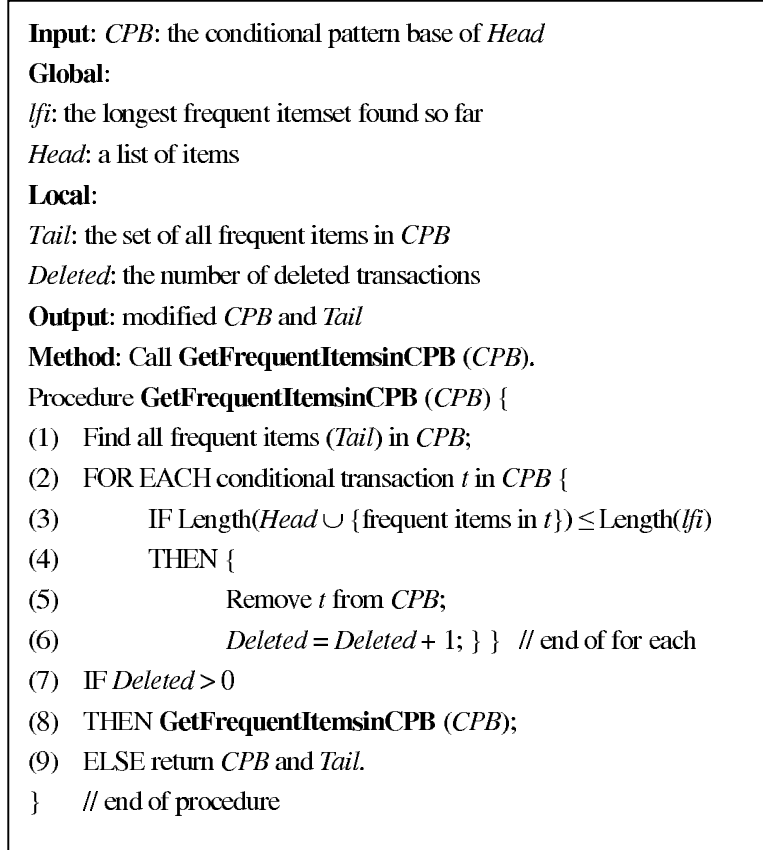 Input: CPB: the conditional pattern base of Head
Global:
lfi: the longest frequent itemset found so far
Head: a list of items
Local:
Tail: the set of all frequent items in CPB
Deleted: the number of deleted transactions
Output: modified CPB and Tail
Method: Call GetFrequentItemsinCPB (CPB).
Procedure GetFrequentItemsinCPB (CPB) {
(1) Find all frequent items (Tail) in CPB;
(2) FOR EACH conditional transaction t in CPB {
(3) IF Length(Head ∪ {frequent items in t}) ≤ Length(lfi)
(4) THEN {
(5) Remove t from CPB;
(6) Deleted = Deleted + 1; } } // end of for each
(7) IF Deleted > 0
(8) THEN GetFrequentItemsinCPB (CPB);
(9) ELSE return CPB and Tail.
} // end of procedure